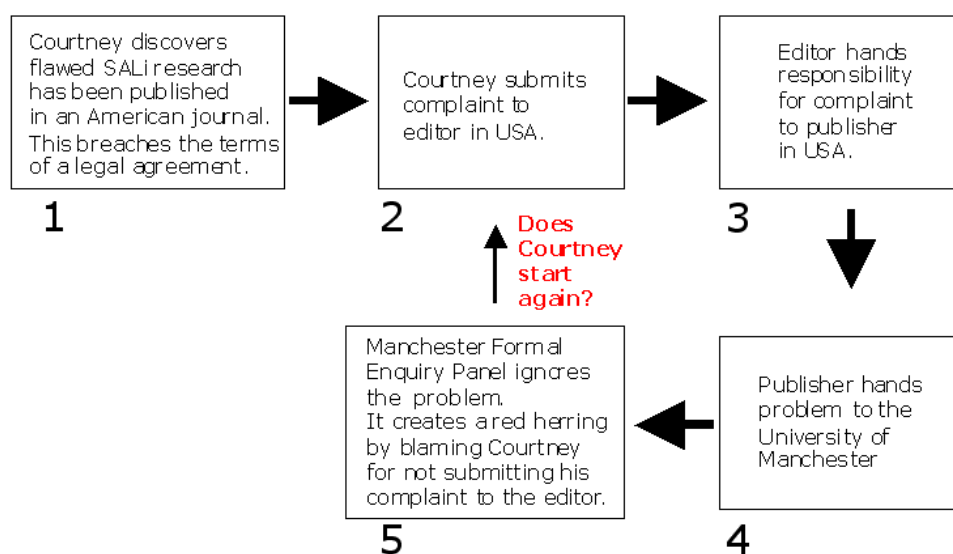 Courtney discovers
flawed SALi research
has been published
in an American journal.
This breaches the terms
of a legal agreement.
1
Courtney submits
complaint to
editor in USA.
2
Editor hands
responsibility
for complaint
to publisher
in USA.
3
Publisher hands
problem to the
University of
Manchester
4
Manchester Formal
Enquiry Panel ignores
the problem.
It creates a red herring
by blaming Courtney
for not submitting his
complaint to the editor.
5
Does
Courtney
start
again?